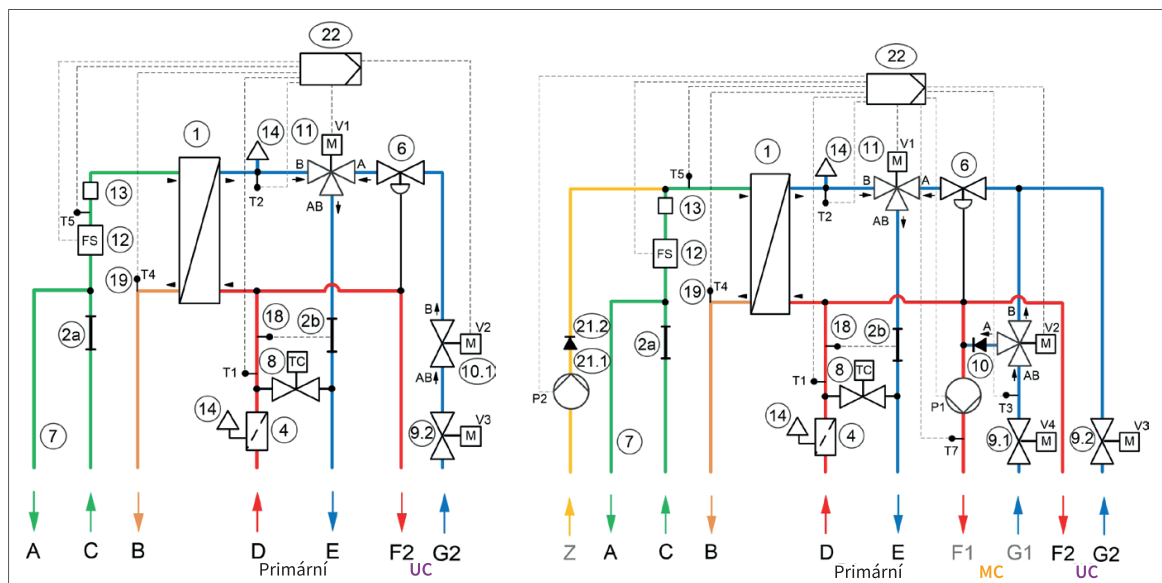 22
1
14
11
V1
M
6
B
A
13
T2
AB
T5
FS
12
19
T4
18
2b
B
V2
M
2a
8
TC
10.1
T1
AB
14
4
9.2
V3
M
7
A
C
B
D
E
F2
G2
Primární
UC
22
1
14
11
V1
M
6
T5
B
A
13
T2
AB
FS
12
19
T4
18
2b
B
V2
A
M
21.2
2a
8
TC
10
AB
21.1
T1
P2
P1
T3
14
4
9.1
V4
M
9.2
V3
M
7
T7
Z
A
C
B
D
E
F1
G1
F2
G2
Primární
MC
UC